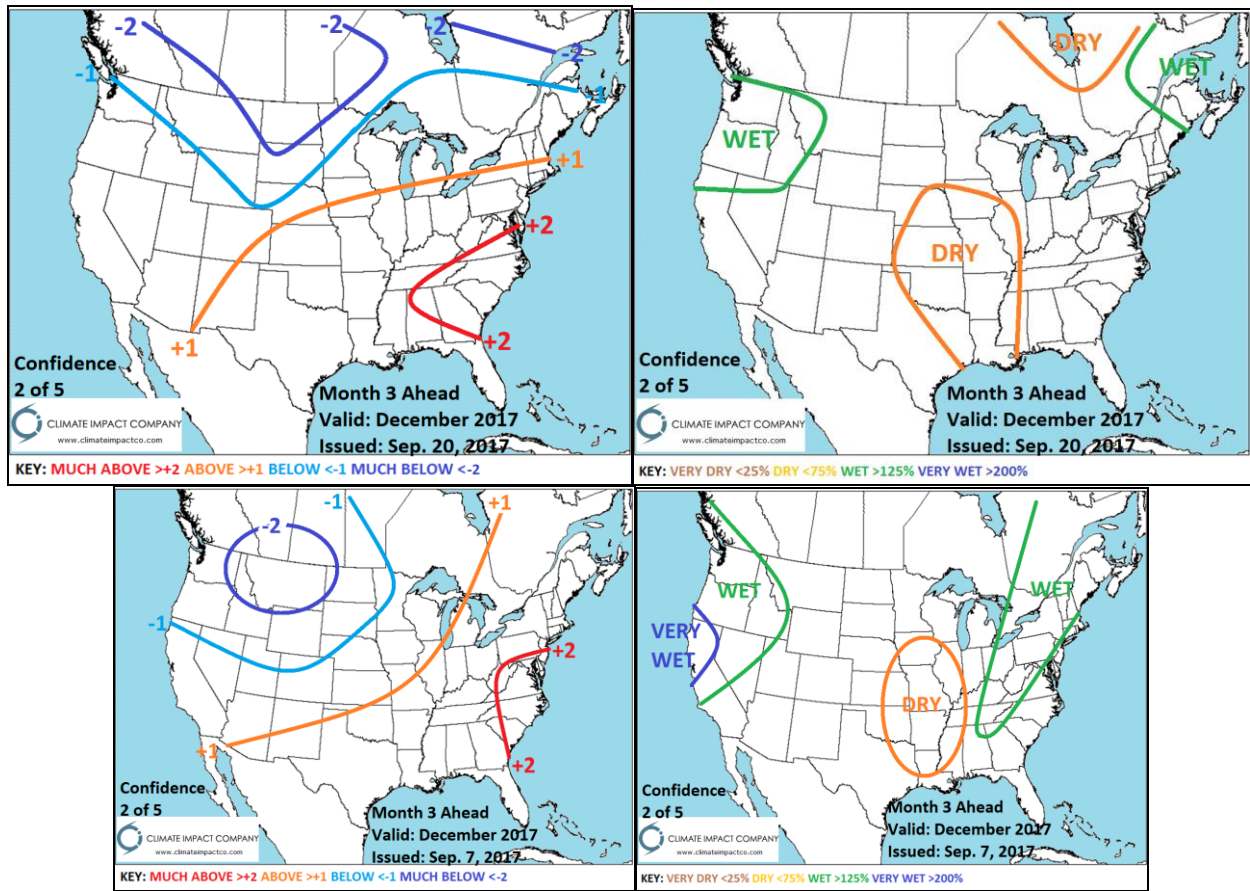 -2
-2
-2
-2
-1
-1
+1
+2
+2
+1
Confidence
2 of 5
CLIMATE IMPACT COMPANY
www.climateimpactco.com
Month 3 Ahead
Valid: December 2017
Issued: Sep. 20, 2017
KEY: MUCH ABOVE >+2 ABOVE >+1 BELOW <-1 MUCH BELOW <-2
DRY
WET
WET
DRY
Confidence
2 of 5
CLIMATE IMPACT COMPANY
www.climateimpactco.com
Month 3 Ahead
Valid: December 2017
Issued: Sep. 20, 2017
KEY: VERY DRY <25% DRY <75% WET >125% VERY WET >200%
-1
+1
-2
-1
+2
+1
+2
Confidence
2 of 5
CLIMATE IMPACT COMPANY
www.climateimpactco.com
Month 3 Ahead
Valid: December 2017
Issued: Sep. 7, 2017
KEY: MUCH ABOVE >+2 ABOVE >+1 BELOW <-1 MUCH BELOW <-2
WET
WET
VERY
WET
DRY
Confidence
2 of 5
CLIMATE IMPACT COMPANY
www.climateimpactco.com
Month 3 Ahead
Valid: December 2017
Issued: Sep. 7, 2017
KEY: VERY DRY <25% DRY <75% WET >125% VERY WET >200%